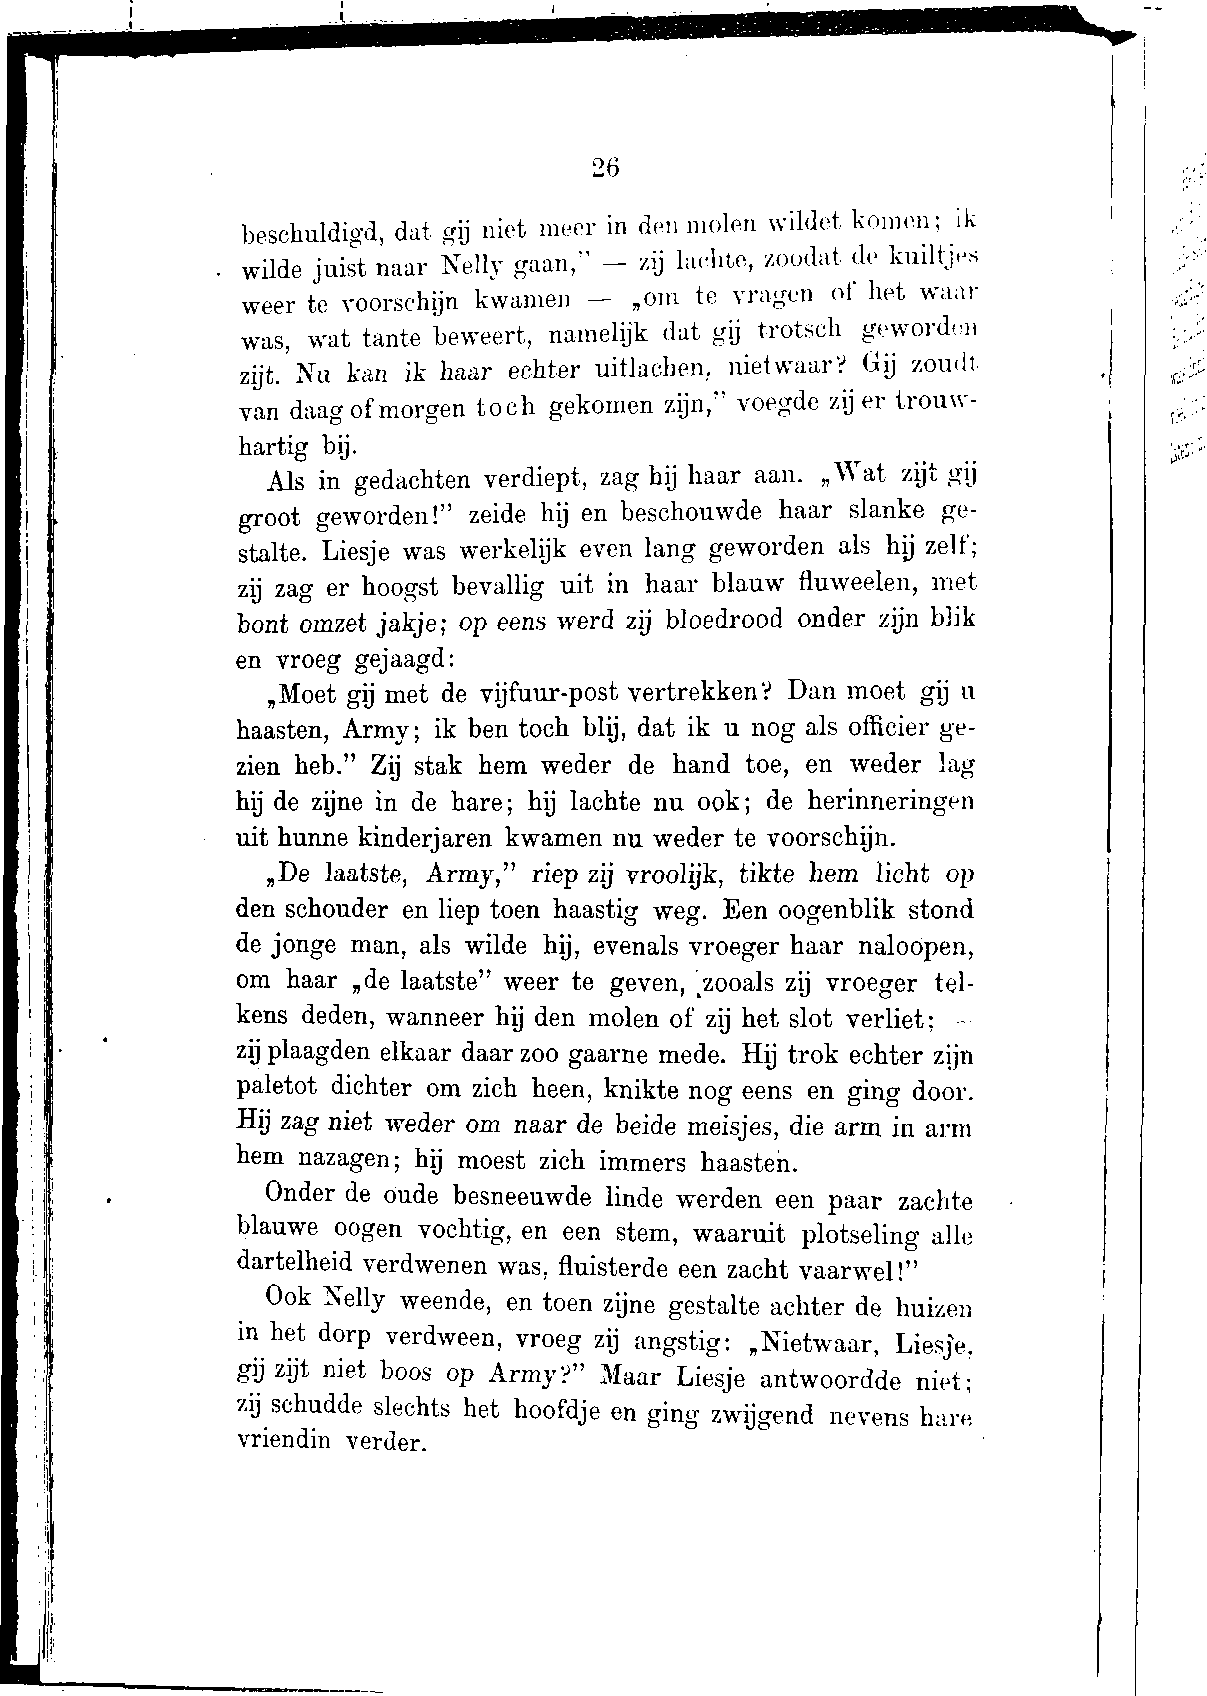 26
beschuldigd, dat gij niet meer in den molen wildet komen; ik
wilde juist naar Nelly gaan,” — zij lachte, zoodat de kuiltjes
weer te voorschijn kwamen — „om te vragen of het waar
was, wat tante beweert, namelijk dat gij trotsch geworden
zijt. Nu kan ik haar echter uitlachen, nietwaar? Gij zoudt
van daag of morgen toch gekomen zijn,” voegde zij er trouw-
hartig bij.
Als in gedachten verdiept, zag hij haar aan. „Wat zijt gij
groot geworden!” zeide hij en beschouwde haar slanke ge-
stalte. Liesje was werkelijk even lang geworden als hij zelf;
zij zag er hoogst bevallig uit in haar blauw fluweelen, met
bont omzet jakje; op eens werd zij bloedrood onder zijn blik
en vroeg gejaagd:
„Moet gij met de vijfuur-post vertrekken? Dan moet gij u
haasten, Army; ik ben toch blij, dat ik u nog als officier ge-
zien heb.” Zij stak hem weder de hand toe, en weder lag
hij de zijne in de hare; hij lachte nu ook; de herinneringen
uit hunne kinderjaren kwamen nu weder te voorschijn.
„De laatste, Army,” riep zij vroolijk, tikte hem licht op
den schouder en liep toen haastig weg. Een oogenblik stond
de jonge man, als wilde hij, evenals vroeger haar naloopen,
om haar „de laatste” weer te geven, zooals zij vroeger tel-
kens deden, wanneer hij den molen of zij het slot verliet; -
zij plaagden elkaar daar zoo gaarne mede. Hij trok echter zijn
paletot dichter om zich heen, knikte nog eens en ging door.
Hij zag niet weder om naar de beide meisjes, die arm in arm
hem nazagen; hij moest zich immers haasten.
Onder de oude besneeuwde linde werden een paar zachte
blauwe oogen vochtig, en een stem, waaruit plotseling alle
dartelheid verdwenen was, fluisterde een zacht vaarwel!”
Ook Nelly weende, en toen zijne gestalte achter de huizen
in het dorp verdween, vroeg zij angstig: „Nietwaar, Liesje,
gij zijt niet boos op Army?” Maar Liesje antwoordde niet;
zij schudde slechts het hoofdje en ging zwijgend nevens hare
vriendin verder.